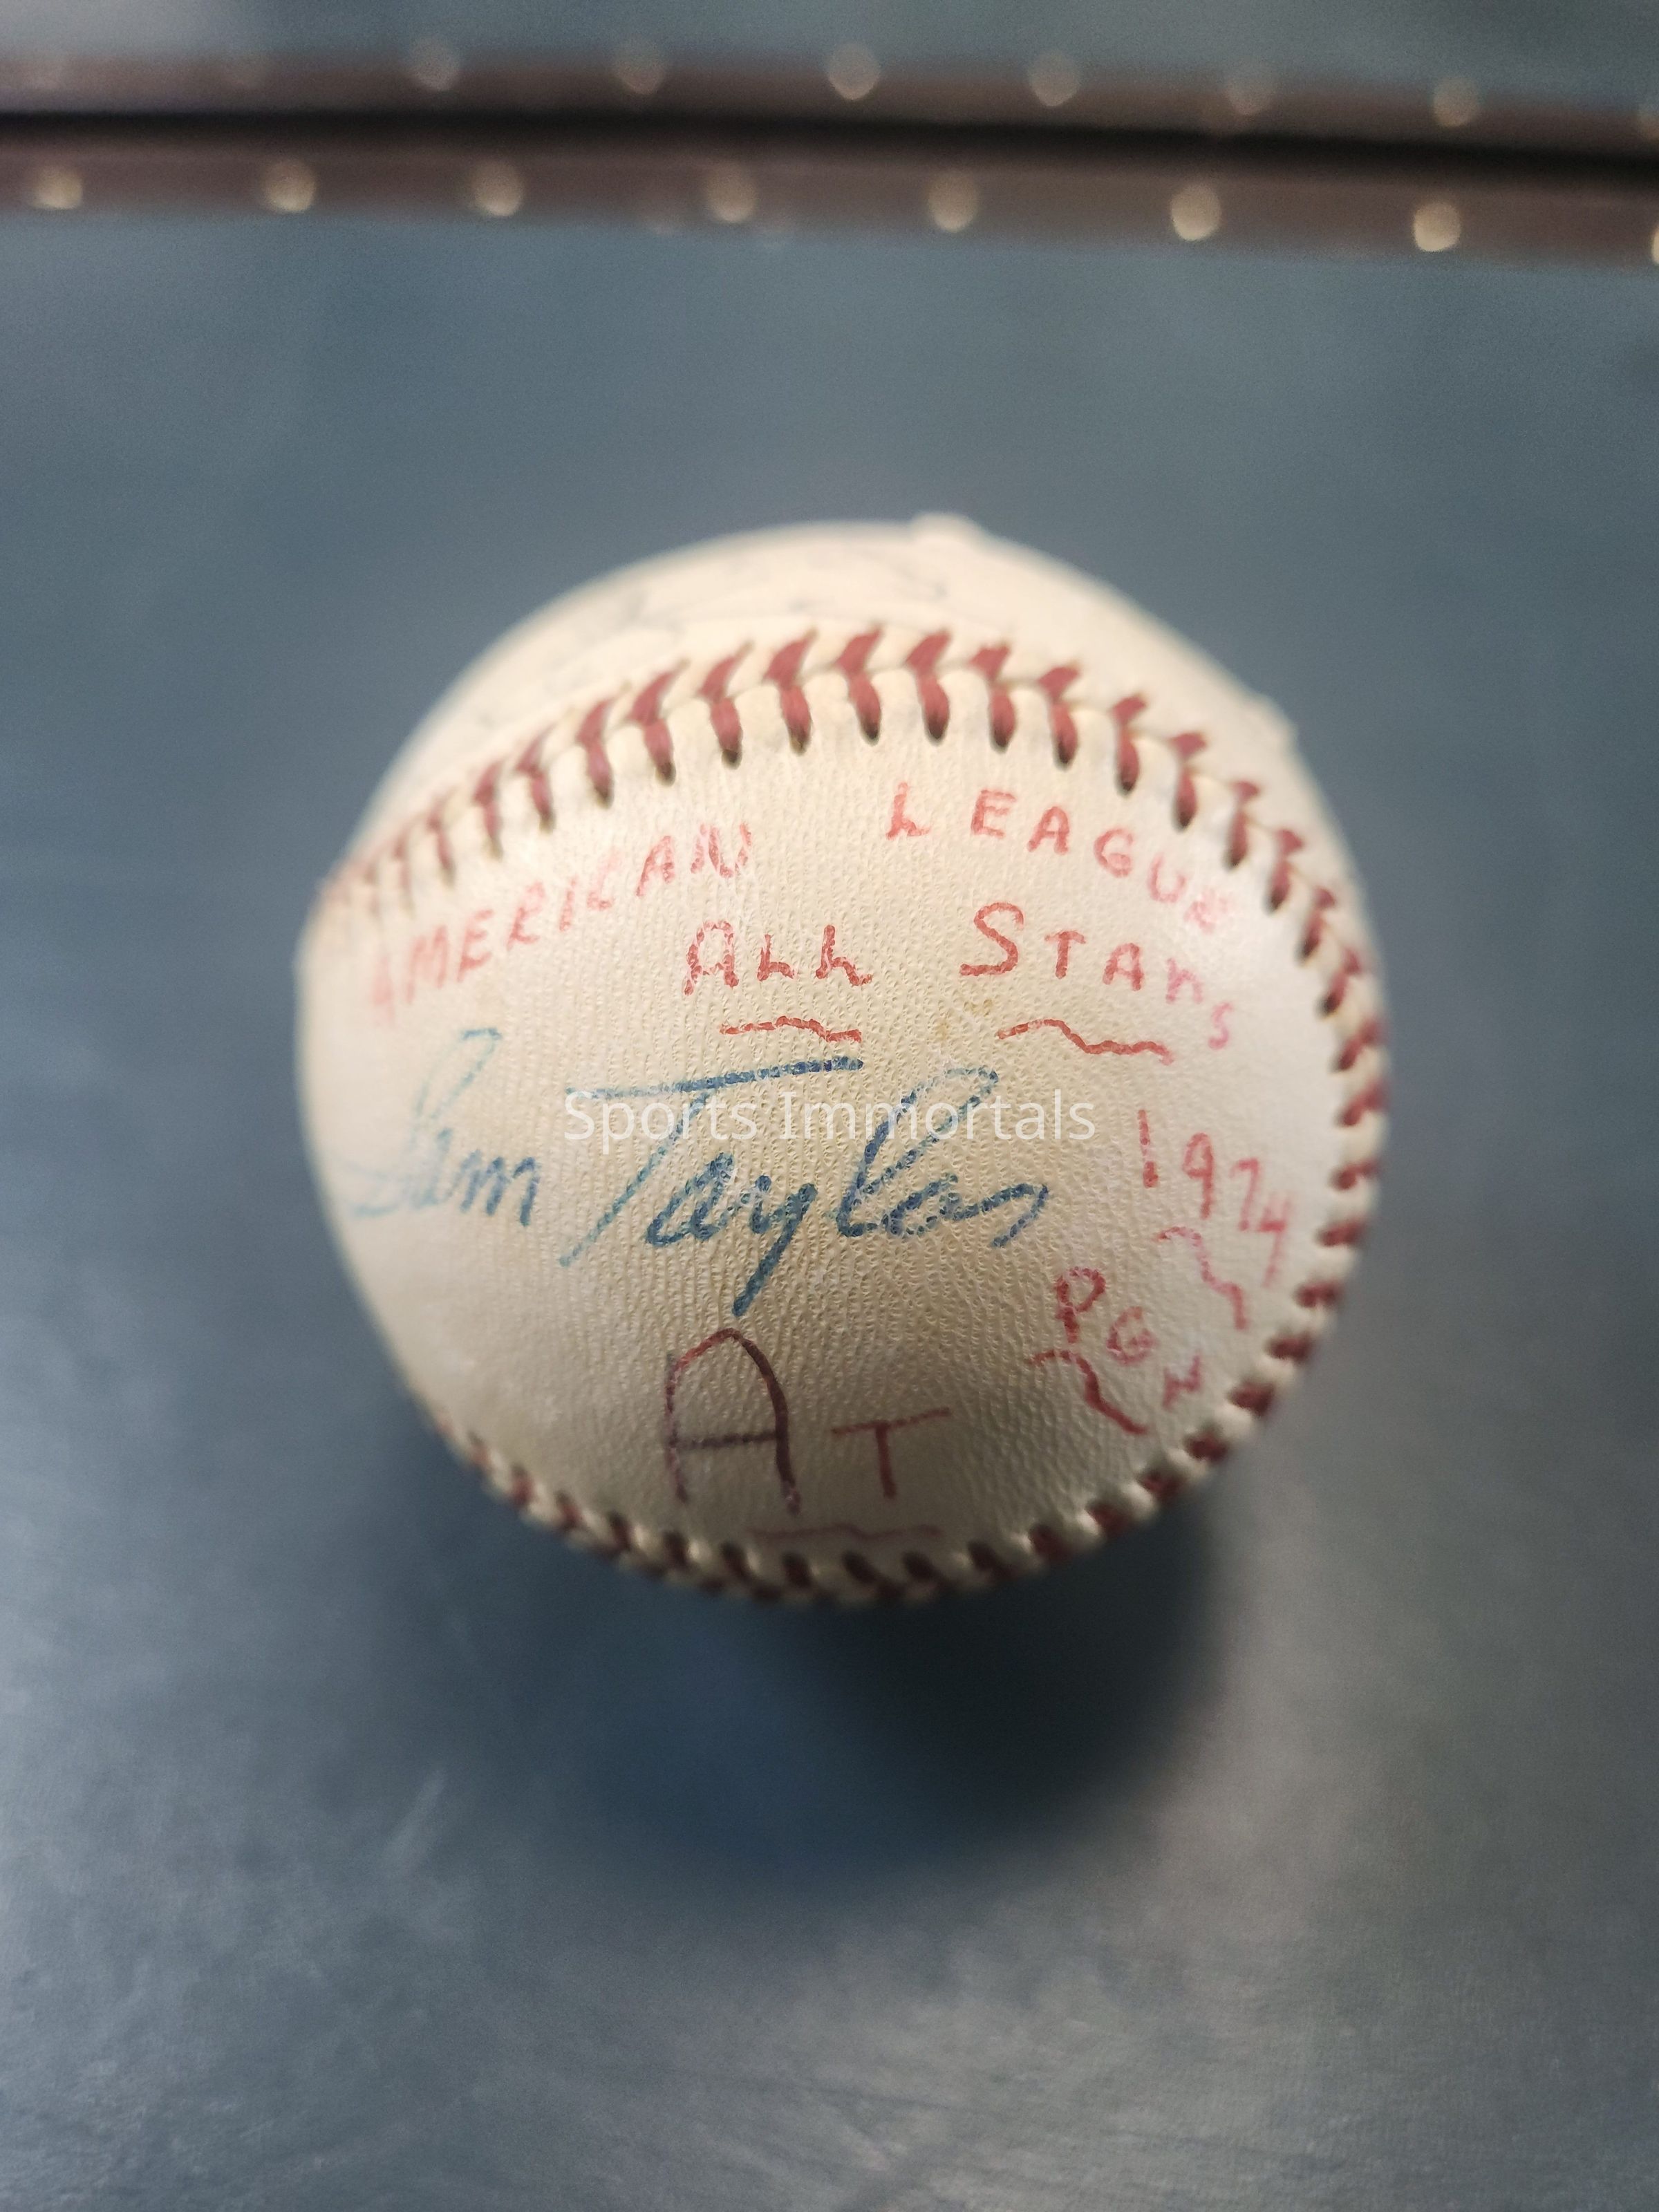 AMERICAN LEAGUE
ALL STARS
Sam Taylor
Sports Immortals
1974
AT PGH